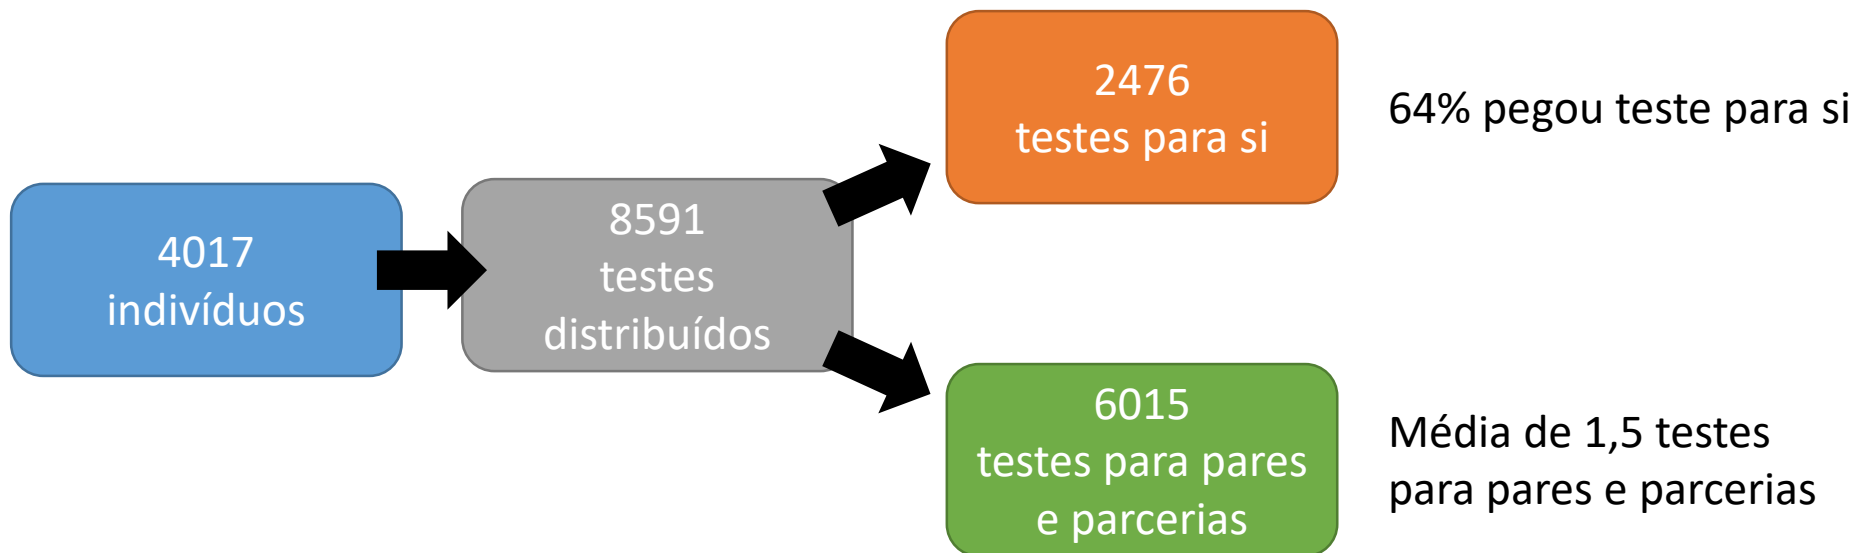 4017
indivíduos
8591
testes
distribuídos
2476
testes para si
64% pegou teste para si
6015
testes para pares
e parcerias
Média de 1,5 testes
para pares e parcerias